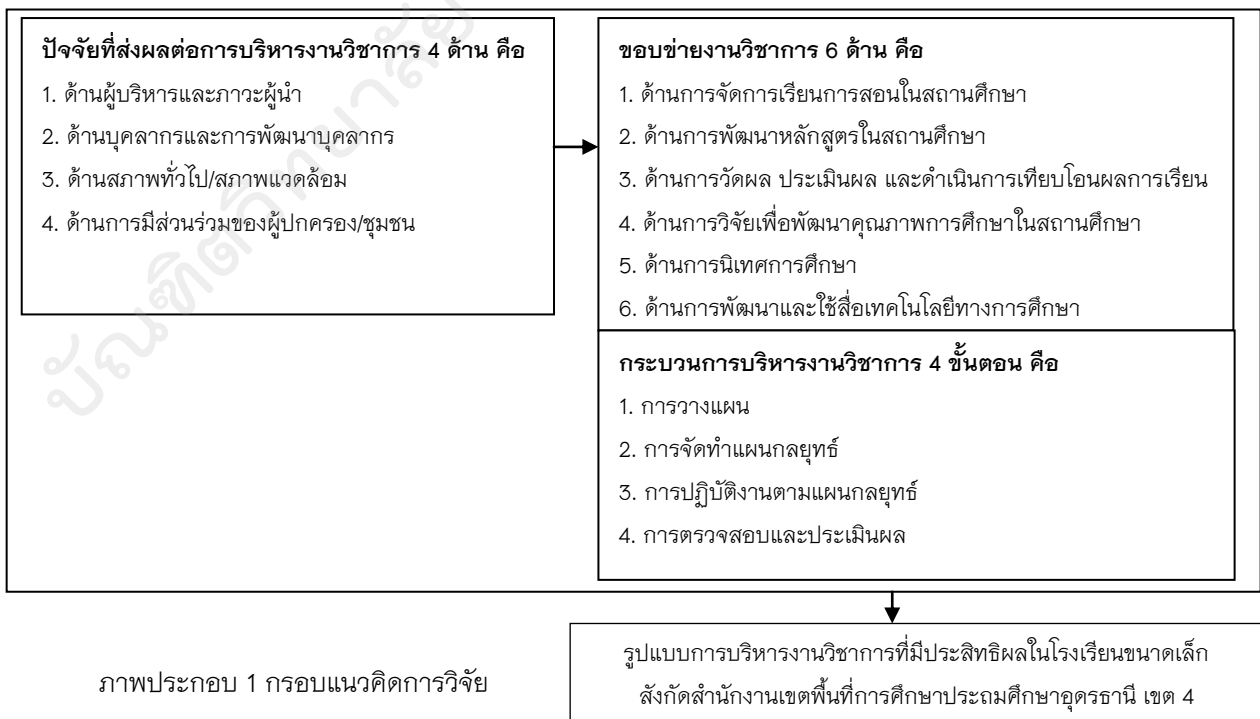 ปัจจัยที่ส่งผลต่อการบริหารงานวิชาการ 4 ด้าน คือ
1. ด้านผู้บริหารและภาวะผู้นำ
2. ด้านบุคลากรและการพัฒนาบุคลากร
3. ด้านสภาพทั่วไป/สภาพแวดล้อม
4. ด้านการมีส่วนร่วมของผู้ปกครอง/ชุมชน
ขอบข่ายงานวิชาการ 6 ด้าน คือ
1. ด้านการจัดการเรียนการสอนในสถานศึกษา
2. ด้านการพัฒนาหลักสูตรในสถานศึกษา
3. ด้านการวัดผล ประเมินผล และดำเนินการเทียบโอนผลการเรียน
4. ด้านการวิจัยเพื่อพัฒนาคุณภาพการศึกษาในสถานศึกษา
5. ด้านการนิเทศการศึกษา
6. ด้านการพัฒนาและใช้สื่อเทคโนโลยีทางการศึกษา
กระบวนการบริหารงานวิชาการ 4 ขั้นตอน คือ
1. การวางแผน
2. การจัดทำแผนกลยุทธ์
3. การปฏิบัติงานตามแผนกลยุทธ์
4. การตรวจสอบและประเมินผล
รูปแบบการบริหารงานวิชาการที่มีประสิทธิผลในโรงเรียนขนาดเล็ก
สังกัดสำนักงานเขตพื้นที่การศึกษาประถมศึกษาอุดรธานี เขต 4
ภาพประกอบ 1 กรอบแนวคิดการวิจัย
บัณฑิตวิทยาลัย